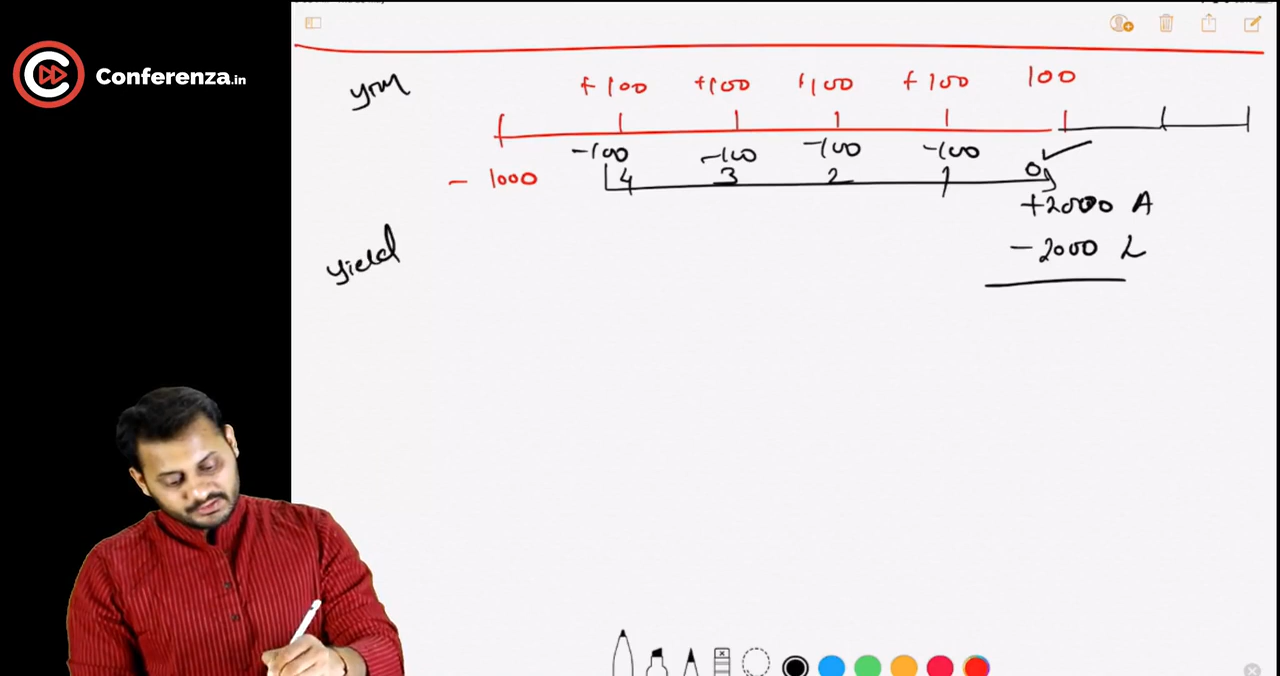 Conferenza.in
ym
+100 +100 +100 +100 100
-100 -100 -100 -100
- 1000 4 3 2 1 0
+2000 A
yield
-2000 L